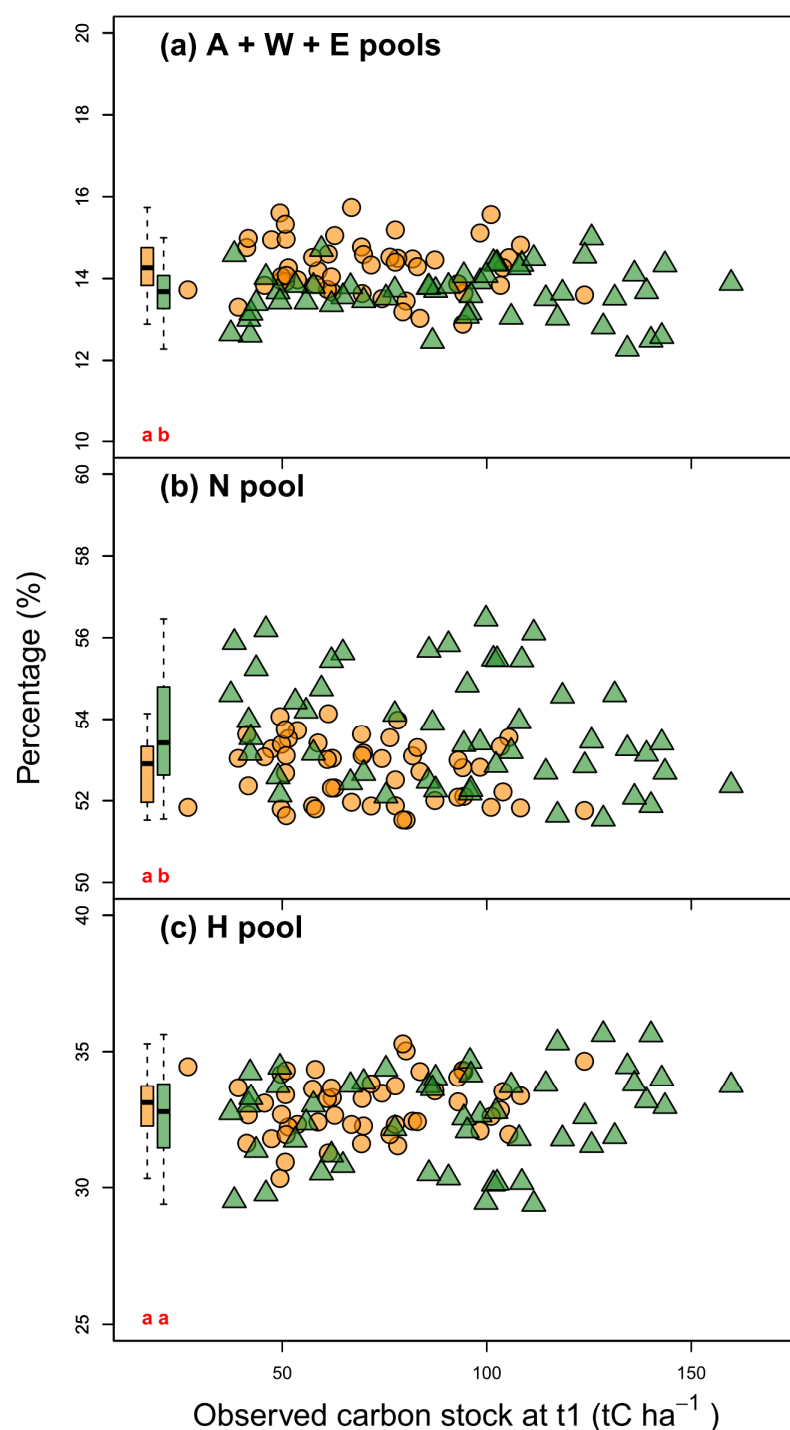 (a) A + W + E pools
20
18
16
14
12
10
a b
(b) N pool
60
58
56
54
52
50
a b
Percentage (%)
(c) H pool
40
35
30
25
a a
50 100 150
Observed carbon stock at t1 (tC ha⁻¹ )